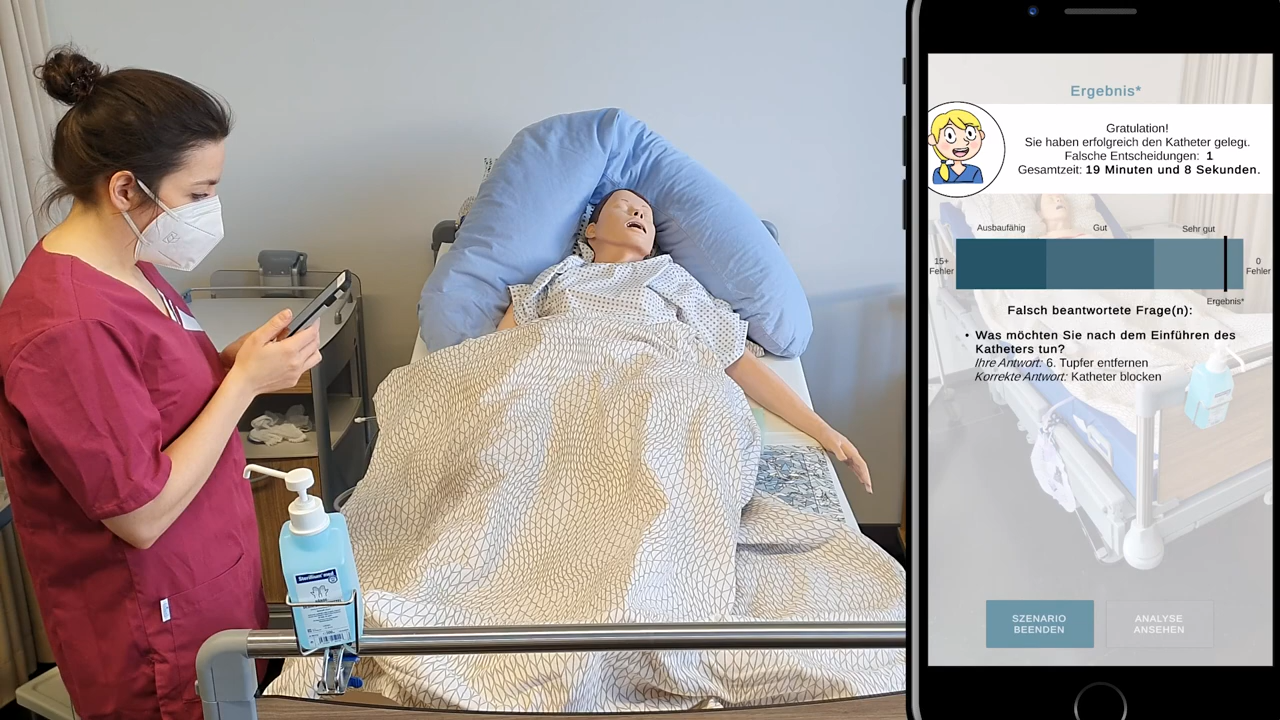 Ergebnis*
Gratulation!
Sie haben erfolgreich den Katheter gelegt.
Falsche Entscheidungen: 1
Gesamtzeit: 19 Minuten und 8 Sekunden.
Ausbaufähig Gut Sehr gut
15+ Fehler
0 Fehler
Ergebnis*
Falsch beantwortete Frage(n):
• Was möchten Sie nach dem Einführen des
Katheters tun?
Ihre Antwort: 6. Tupfer entfernen
Korrekte Antwort: Katheter blocken
SZENARIO
BEENDEN
ANALYSE
ANSEHEN
Sterillium med